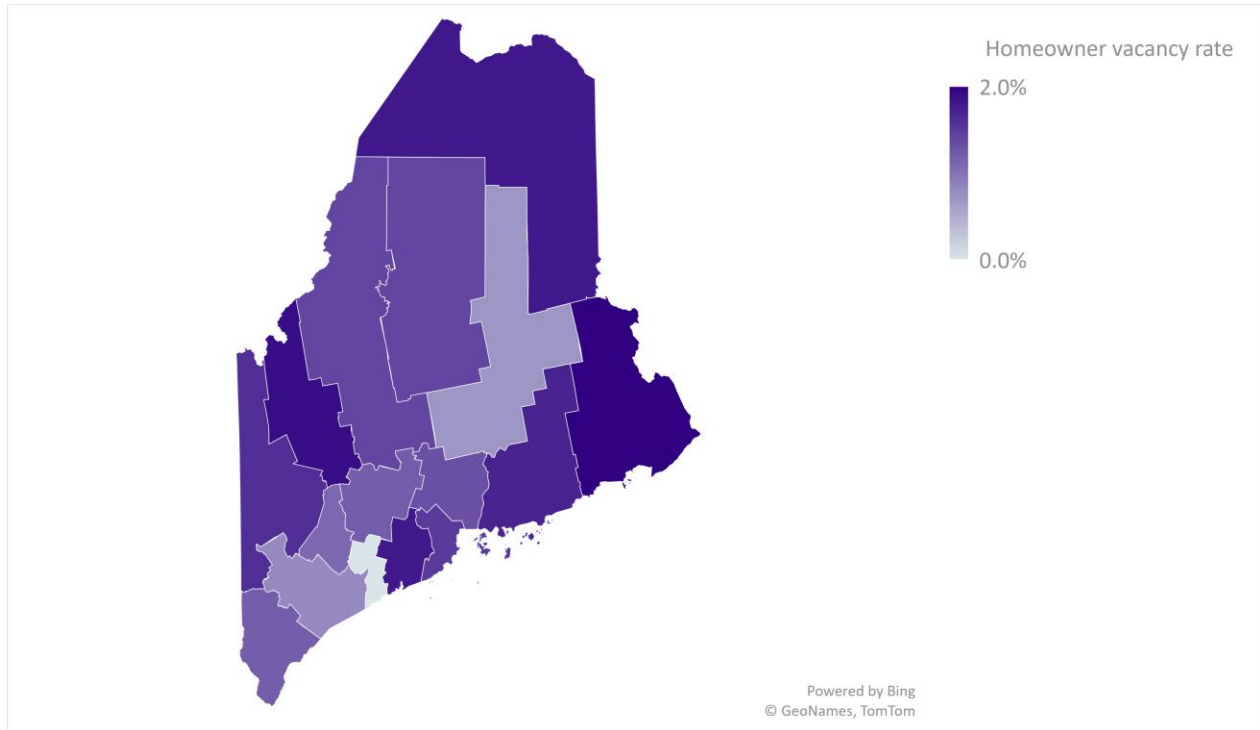 Homeowner vacancy rate
2.0%
0.0%
Powered by Bing
© GeoNames, TomTom